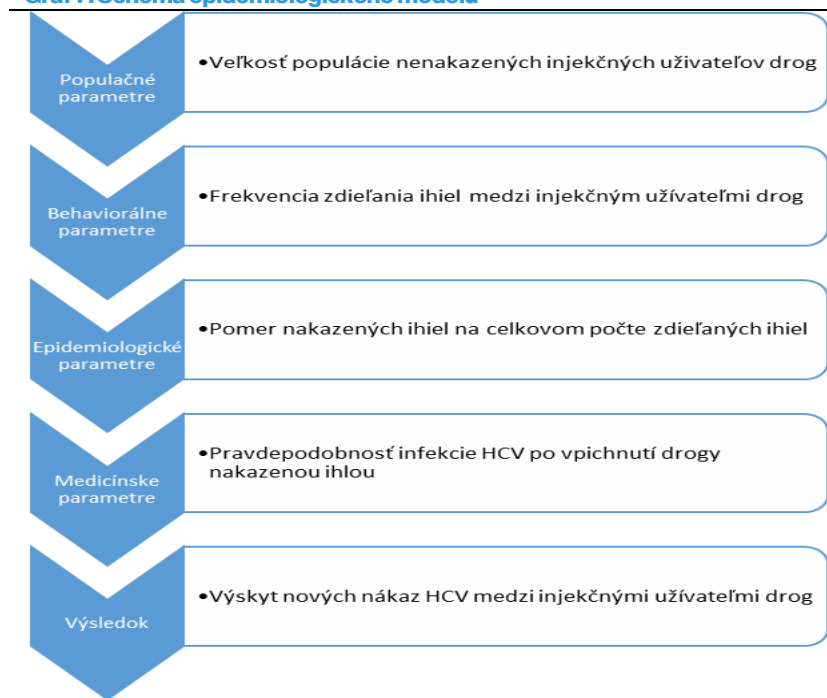 Populačné
parametre
•Veľkosť populácie nenakazených injekčných uživateľov drog
Behaviorálne
parametre
•Frekvencia zdieľania ihiel medzi injekčným užívateľmi drog
Epidemiologické
parametre
•Pomer nakazených ihiel na celkovom počte zdieľaných ihiel
Medicínske
parametre
•Pravdepodobnosť infekcie HCV po vpichnutí drogy
nakazenou ihlou
Výsledok
•Výskyt nových nákaz HCV medzi injekčnými užívateľmi drog